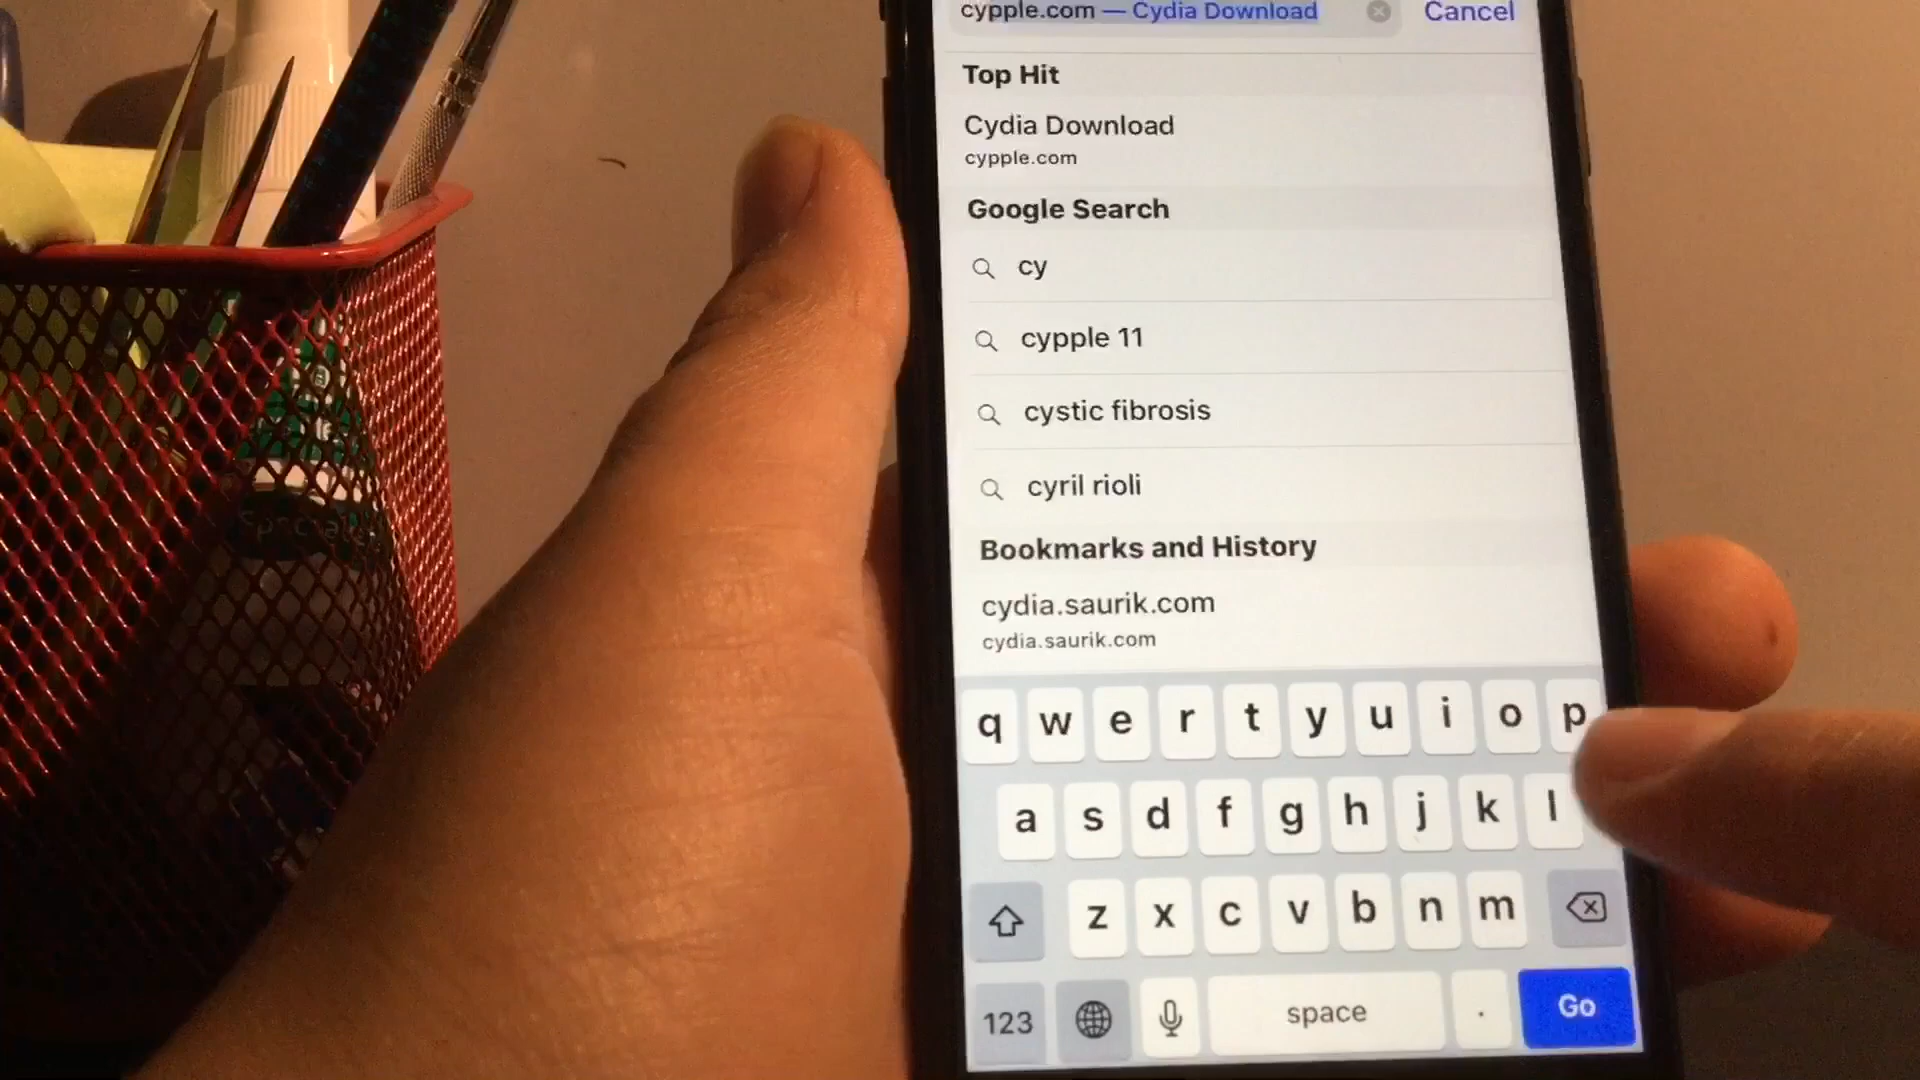 cypple.com — Cydia Download
Cancel
Top Hit
Cydia Download
cypple.com
Google Search
cy
cypple 11
cystic fibrosis
cyril rioli
Bookmarks and History
cydia.saurik.com
cydia.saurik.com
q w e r t y u i o p
a s d f g h j k l
z x c v b n m
123
space
.
Go